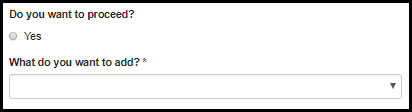 Do you want to proceed?
Yes
What do you want to add? *